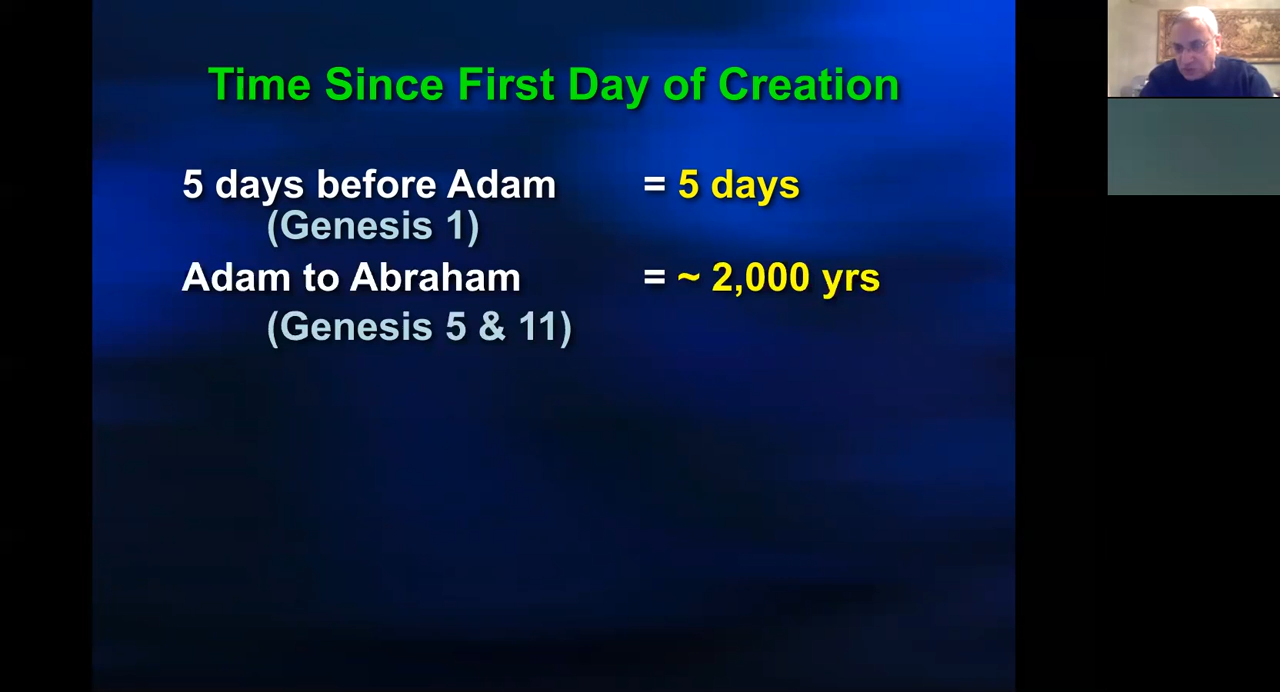 Time Since First Day of Creation
5 days before Adam = 5 days
(Genesis 1)
Adam to Abraham = ~ 2,000 yrs
(Genesis 5 & 11)